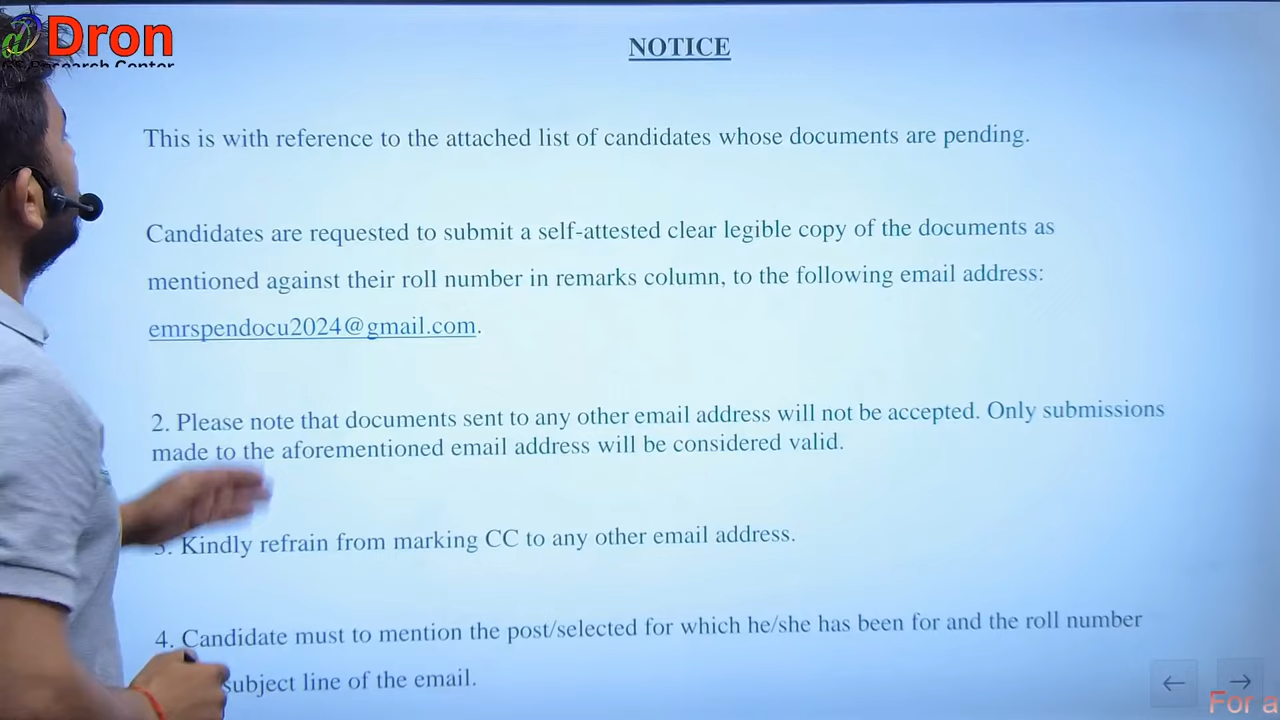 Dron
GS Research Center
NOTICE
This is with reference to the attached list of candidates whose documents are pending.
Candidates are requested to submit a self-attested clear legible copy of the documents as
mentioned against their roll number in remarks column, to the following email address:
emrspendocu2024@gmail.com.
2. Please note that documents sent to any other email address will not be accepted. Only submissions
made to the aforementioned email address will be considered valid.
3. Kindly refrain from marking CC to any other email address.
4. Candidate must to mention the post/selected for which he/she has been for and the roll number
subject line of the email.
For a